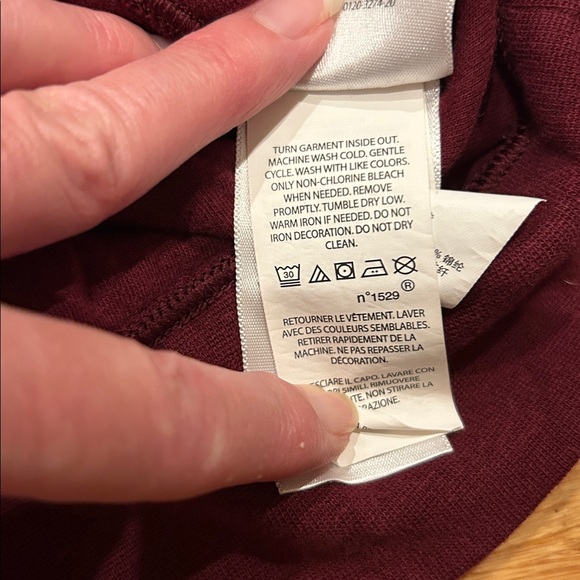 0120 3274-20
TURN GARMENT INSIDE OUT.
MACHINE WASH COLD. GENTLE
CYCLE. WASH WITH LIKE COLORS.
ONLY NON-CHLORINE BLEACH
WHEN NEEDED. REMOVE
PROMPTLY. TUMBLE DRY LOW.
WARM IRON IF NEEDED. DO NOT
IRON DECORATION. DO NOT DRY
CLEAN.
30
®
n°1529
RETOURNER LE VÊTEMENT. LAVER
AVEC DES COULEURS SEMBLABLES.
RETIRER RAPIDEMENT DE LA
MACHINE. NE PAS REPASSER LA
DÉCORATION.
IL CAPO. LAVARE CON
SIMILI. RIMUOVERE
NON STIRARE LA